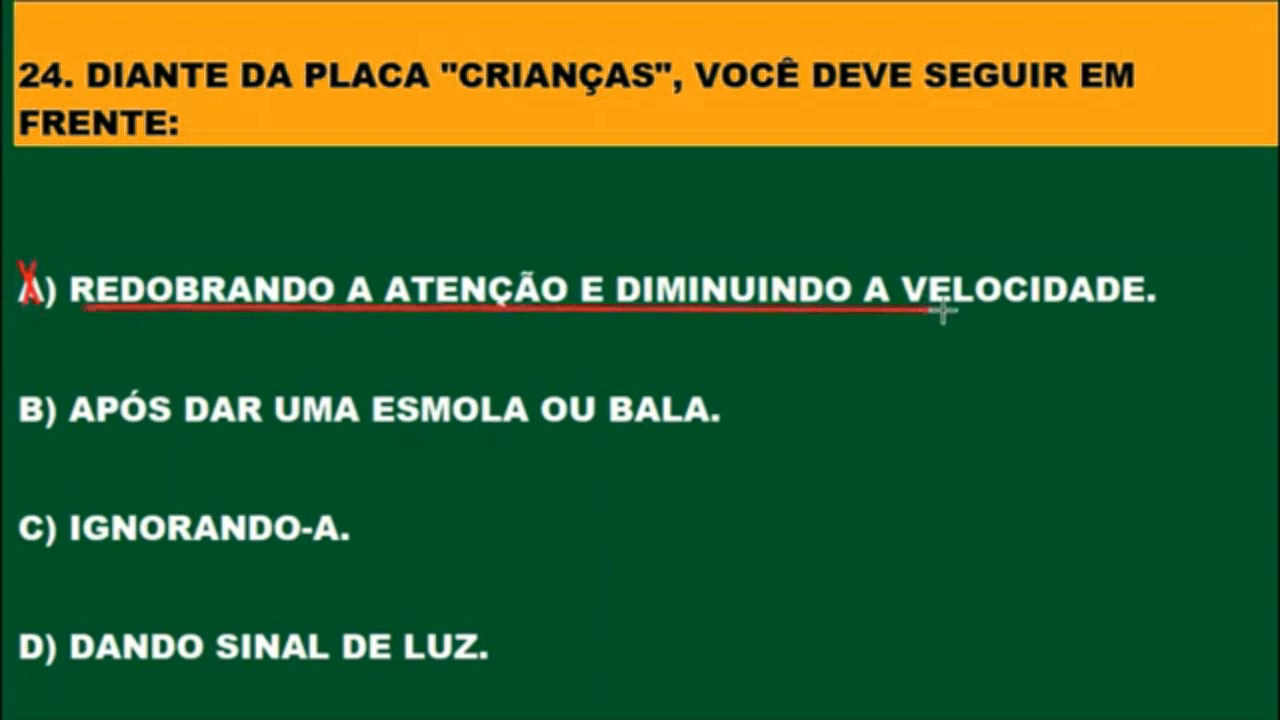 24. DIANTE DA PLACA "CRIANÇAS", VOCÊ DEVE SEGUIR EM
FRENTE:
A) REDOBRANDO A ATENÇÃO E DIMINUINDO A VELOCIDADE.
B) APÓS DAR UMA ESMOLA OU BALA.
C) IGNORANDO-A.
D) DANDO SINAL DE LUZ.